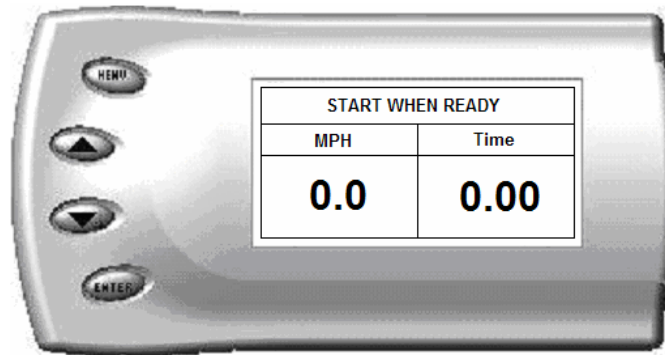 MENU
START WHEN READY
MPH Time
0.0 0.00
ENTER